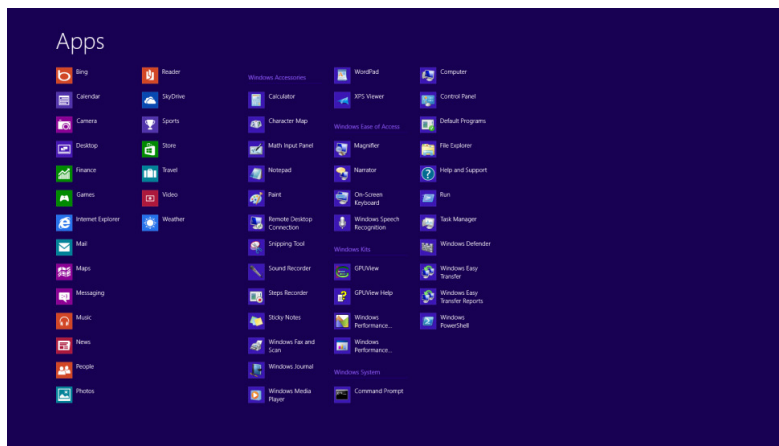 Apps
Bing
Calendar
Camera
Desktop
Finance
Games
Internet Explorer
Mail
Maps
Messaging
Music
News
People
Photos
Reader
SkyDrive
Sports
Store
Travel
Video
Weather
Windows Accessories
Calculator
Character Map
Math Input Panel
Notepad
Paint
Remote Desktop
Connection
Snipping Tool
Sound Recorder
Steps Recorder
Sticky Notes
Windows Fax and
Scan
Windows Journal
Windows Media
Player
WordPad
XPS Viewer
Windows Ease of Access
Magnifier
Narrator
On-Screen
Keyboard
Windows Speech
Recognition
Windows Kits
GPUView
GPUView Help
Windows
Performance...
Windows
Performance...
Windows System
Command Prompt
Computer
Control Panel
Default Programs
File Explorer
Help and Support
Run
Task Manager
Windows Defender
Windows Easy
Transfer
Windows Easy
Transfer Reports
Windows
PowerShell